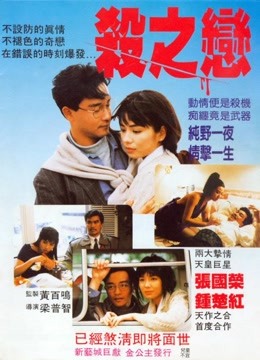 不設防的真情
不褪色的奇戀
在錯誤的時刻爆發…
殺之戀
動情便是殺機
痴纏竟是武器
純野一夜
情擊一生
兩大摯情
天皇巨星
張國榮
鍾楚紅
天作之合
首度合作
監製 黃百鳴
導演 梁普智
已經煞清即將面世
新藝城巨獻 金公主發行